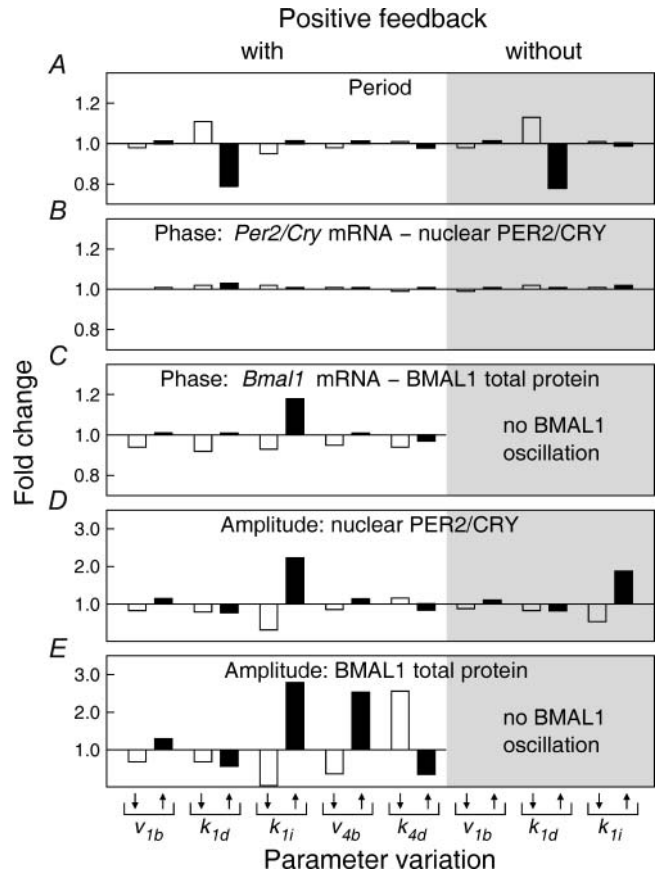 Positive feedback
with without
A
Period
1.2
1.0
0.8
B
Phase: Per2/Cry mRNA – nuclear PER2/CRY
1.2
1.0
0.8
C
Phase: Bmal1 mRNA – BMAL1 total protein
1.2
1.0
0.8
no BMAL1
oscillation
D
Amplitude: nuclear PER2/CRY
3.0
2.0
1.0
E
Amplitude: BMAL1 total protein
3.0
2.0
1.0
no BMAL1
oscillation
Fold change
↓ ↑ ↓ ↑ ↓ ↑ ↓ ↑ ↓ ↑ ↓ ↑ ↓ ↑ ↓ ↑
v1b k1d k1i v4b k4d v1b k1d k1i
Parameter variation